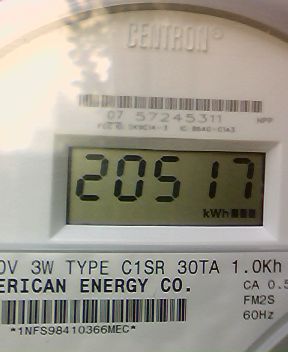 CENTRON®
07 57245311 NPP
20517
kWh
0V 3W TYPE C1SR 30TA 1.0Kh
ERICAN ENERGY CO. CA 0.5
FM2S
60Hz
*1NFS98410366MEC*